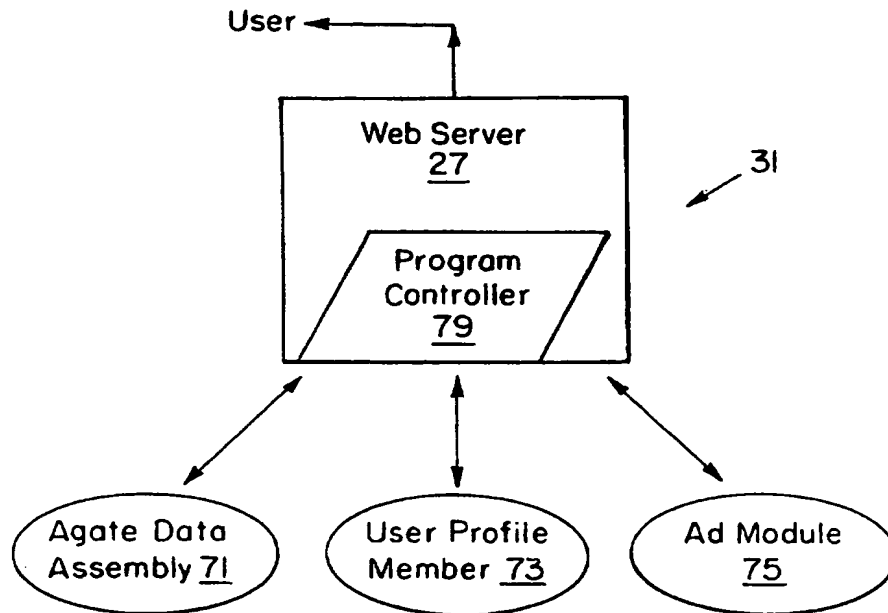 User
Web Server
27
31
Program
Controller
79
Agate Data
Assembly 71
User Profile
Member 73
Ad Module
75